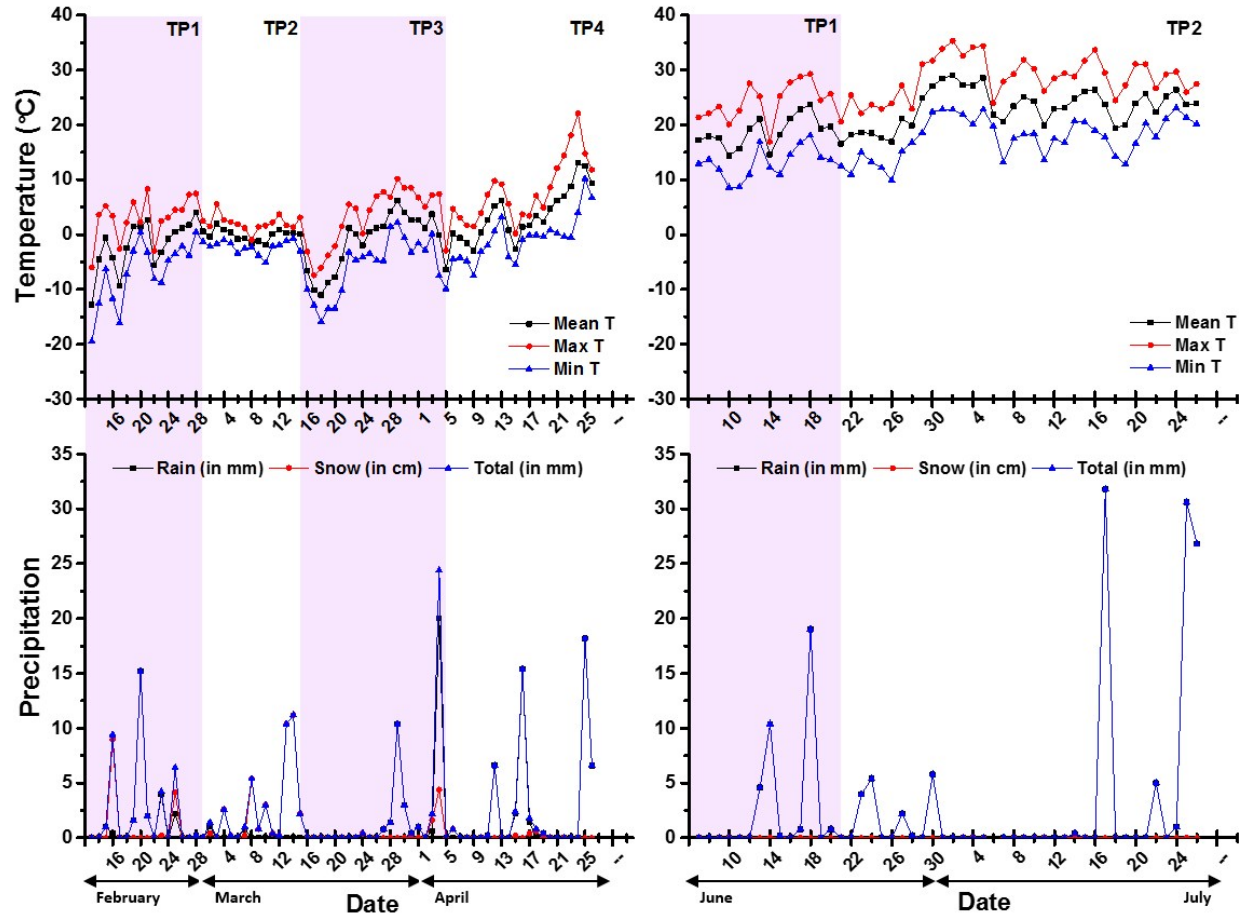 TP1 TP2 TP3 TP4
Temperature (°C)
40
30
20
10
0
-10
-20
-30
Mean T
Max T
Min T
16 20 24 28 4 8 12 16 20 24 28 1 5 9 13 17 21 25 --
TP1 TP2
40
30
20
10
0
-10
-20
-30
Mean T
Max T
Min T
10 14 18 22 26 30 4 8 12 16 20 24 --
Precipitation
Rain (in mm) Snow (in cm) Total (in mm)
35
30
25
20
15
10
5
0
16 20 24 28 4 8 12 16 20 24 28 1 5 9 13 17 21 25 --
February March April
Date
Rain (in mm) Snow (in cm) Total (in mm)
35
30
25
20
15
10
5
0
10 14 18 22 26 30 4 8 12 16 20 24 --
June July
Date